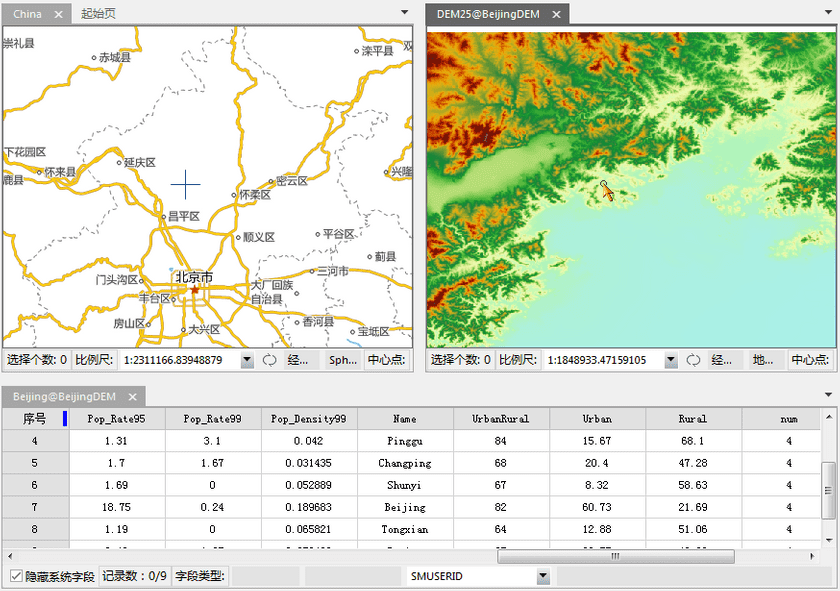 China × 起始页
DEM25@BeijingDEM ×
崇礼县
赤城县
滦平县
双
下花园区
怀来县
延庆区
鹿县
密云区
兴隆
怀柔区
昌平区
顺义区
平谷区
蓟县
北京市
门头沟区
大厂回族
自治县
三河市
丰台区
房山区
大兴区
香河县
宝坻区
选择个数: 0 比例尺: 1:2311166.83948879 经... Sph... 中心点:
选择个数: 0 比例尺: 1:1848933.47159105 经... 地... 中心点:
Beijing@BeijingDEM ×
序号 Pop_Rate95 Pop_Rate99 Pop_Density99 Name UrbanRural Urban Rural num
4 1.31 3.1 0.042 Pinggu 84 15.67 68.1 4
5 1.7 1.67 0.031435 Changping 68 20.4 47.28 4
6 1.69 0 0.052889 Shunyi 67 8.32 58.63 4
7 18.75 0.24 0.189683 Beijing 82 60.73 21.69 4
8 1.19 0 0.065821 Tongxian 64 12.88 51.06 4
隐藏系统字段 记录数：0/9 字段类型: SMUSERID